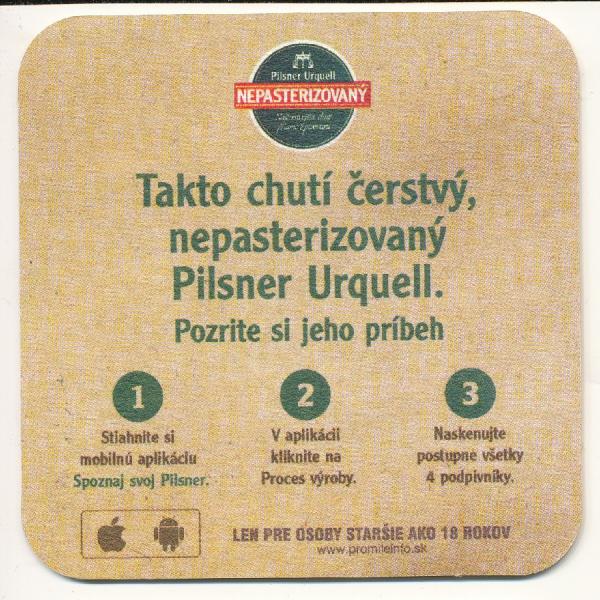 Pilsner Urquell
NEPASTERIZOVANÝ
Takto chutí čerstvý,
nepasterizovaný
Pilsner Urquell.
Pozrite si jeho príbeh
1
Stiahnite si
mobilnú aplikáciu
Spoznaj svoj Pilsner.
2
V aplikácii
kliknite na
Proces výroby.
3
Naskenujte
postupne všetky
4 podpivníky.
LEN PRE OSOBY STARŠIE AKO 18 ROKOV
www.promileinfo.sk